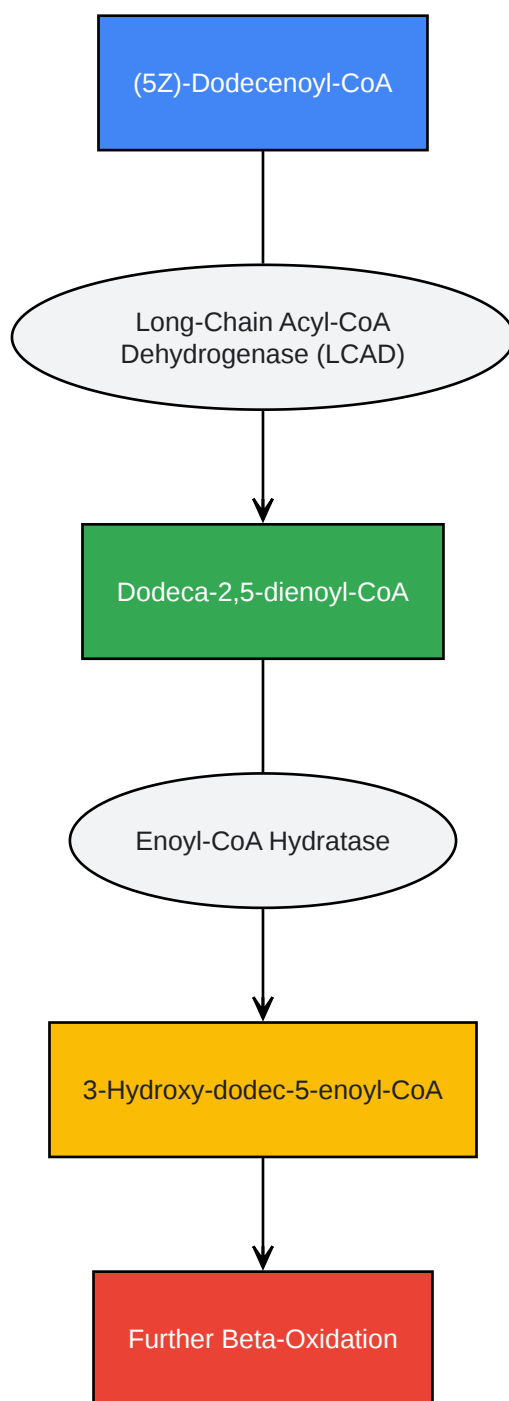 (5Z)-Dodecenoyl-CoA
Long-Chain Acyl-CoA
Dehydrogenase (LCAD)
Dodeca-2,5-dienoyl-CoA
Enoyl-CoA Hydratase
3-Hydroxy-dodec-5-enoyl-CoA
Further Beta-Oxidation